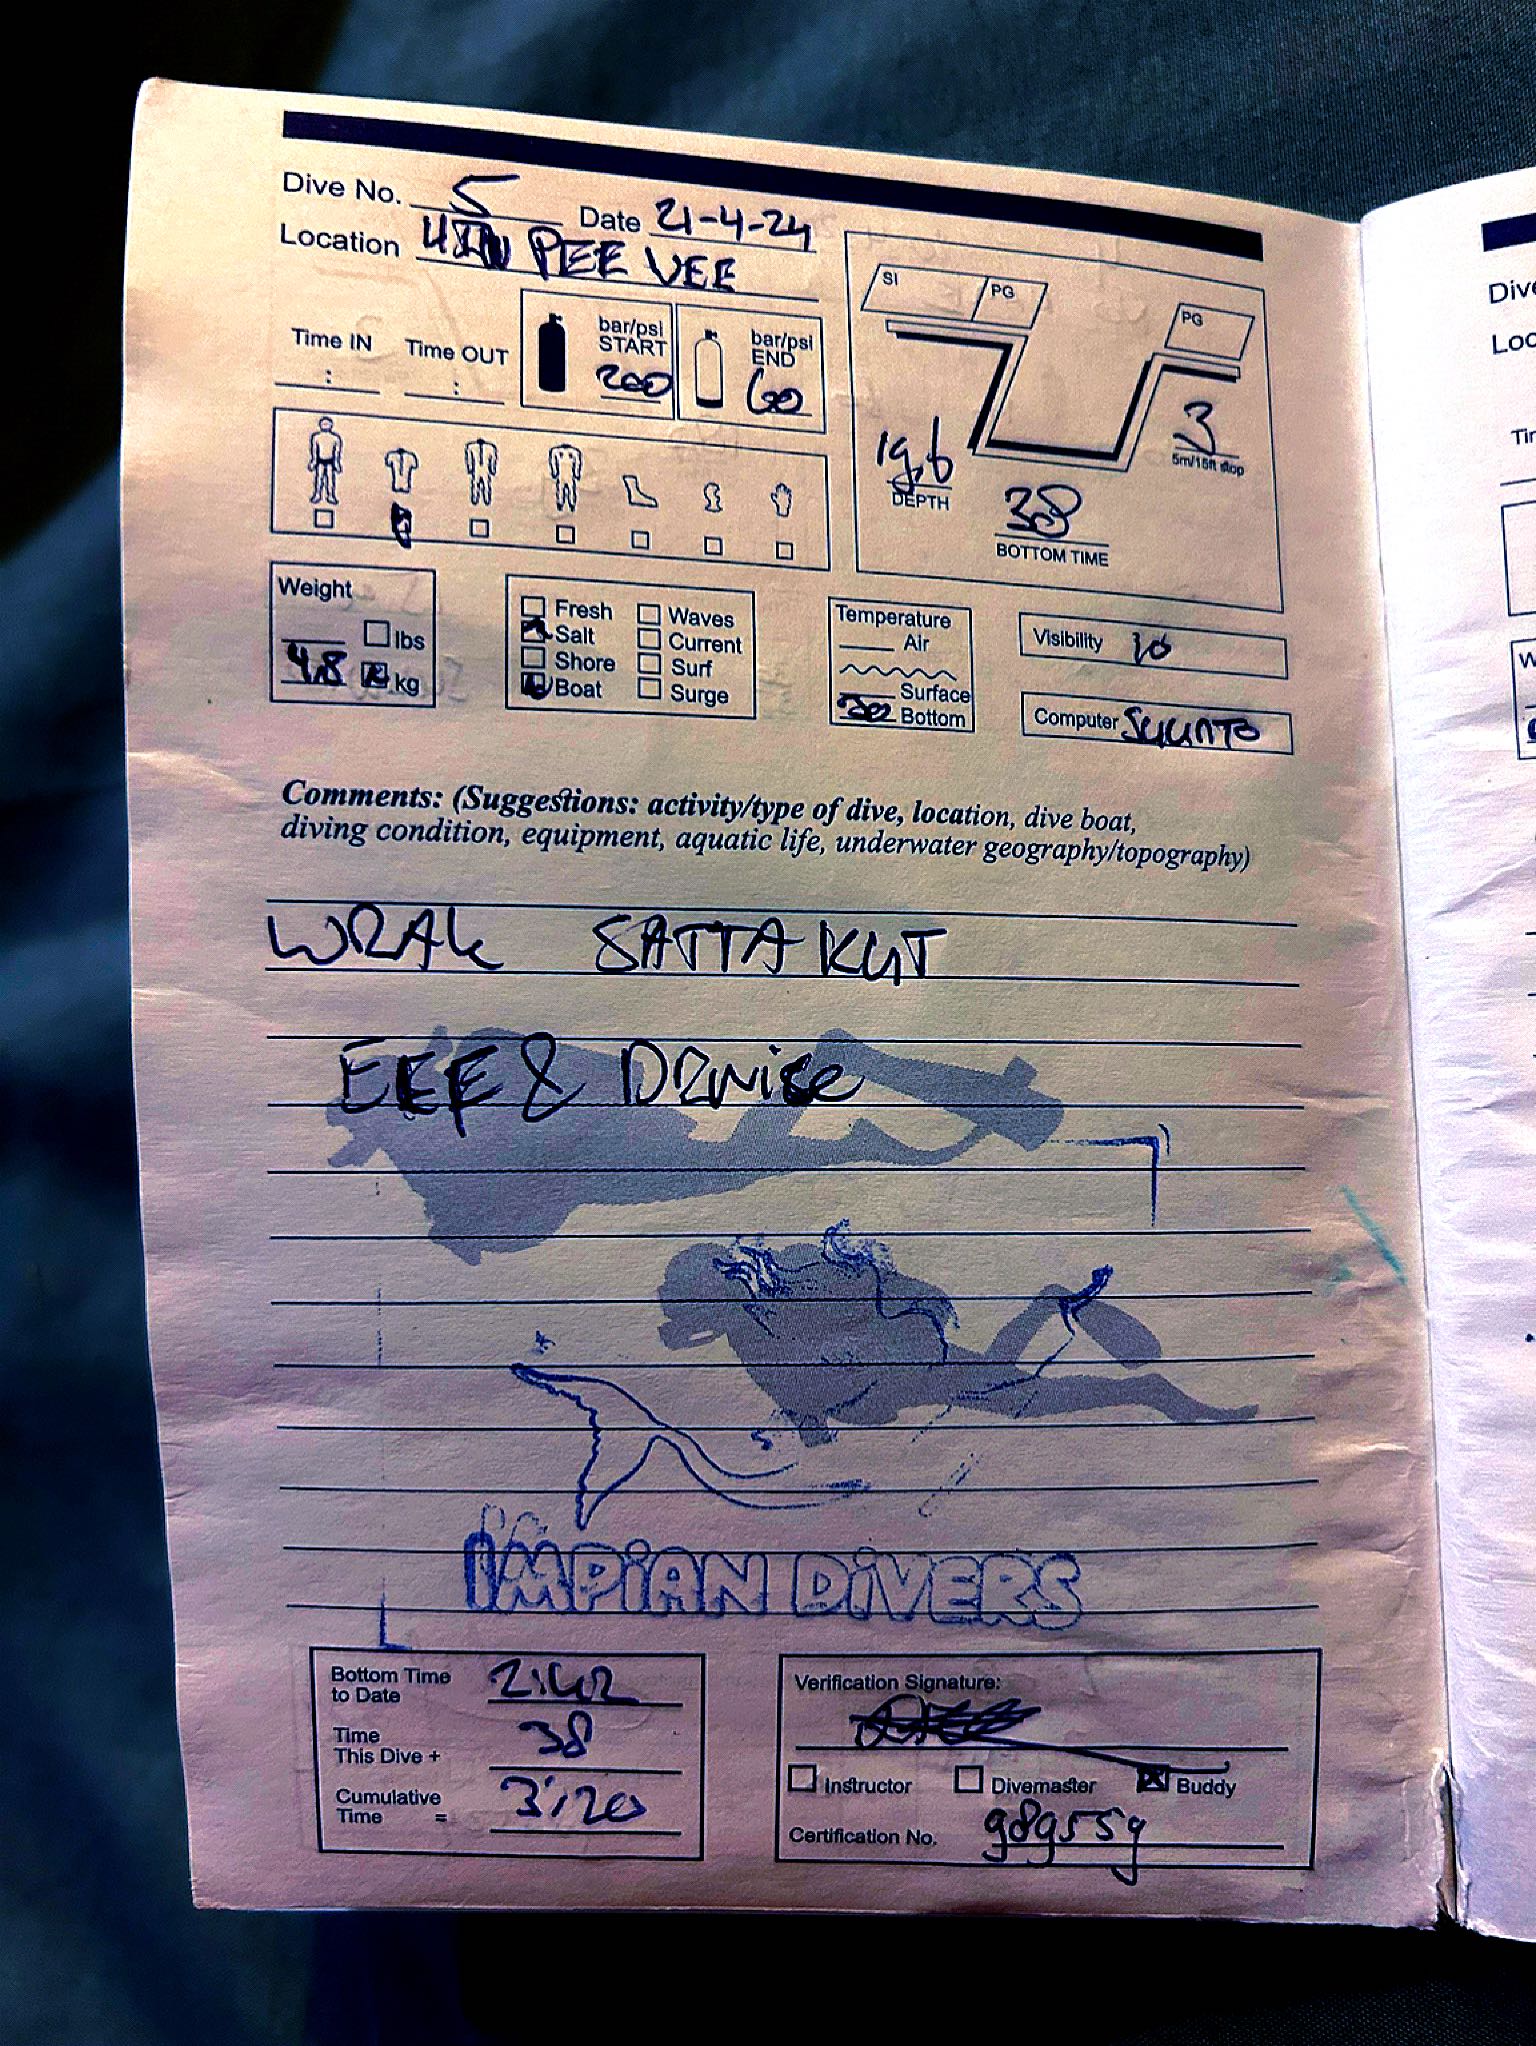 Dive No. 5 Date 21-4-24
Location HIN PEE VEE
SI PG PG
Time IN Time OUT
: :
bar/psi START 200
bar/psi END 60
19,6 DEPTH
38 BOTTOM TIME
3 5m/15ft stop
Weight
lbs
4,8 kg
Fresh Waves
Salt Current
Shore Surf
Boat Surge
Temperature
Air
Surface
Bottom
Visibility 10
Computer SUUNTO
Comments: (Suggestions: activity/type of dive, location, dive boat,
diving condition, equipment, aquatic life, underwater geography/topography)
WRAK SATTAKUT
EEF & DENISE
IMPIAN DIVERS
Bottom Time to Date 2:42
Time This Dive + 38
Cumulative Time = 3:20
Verification Signature:
Instructor Divemaster Buddy
Certification No. 989559
Dive
Loc